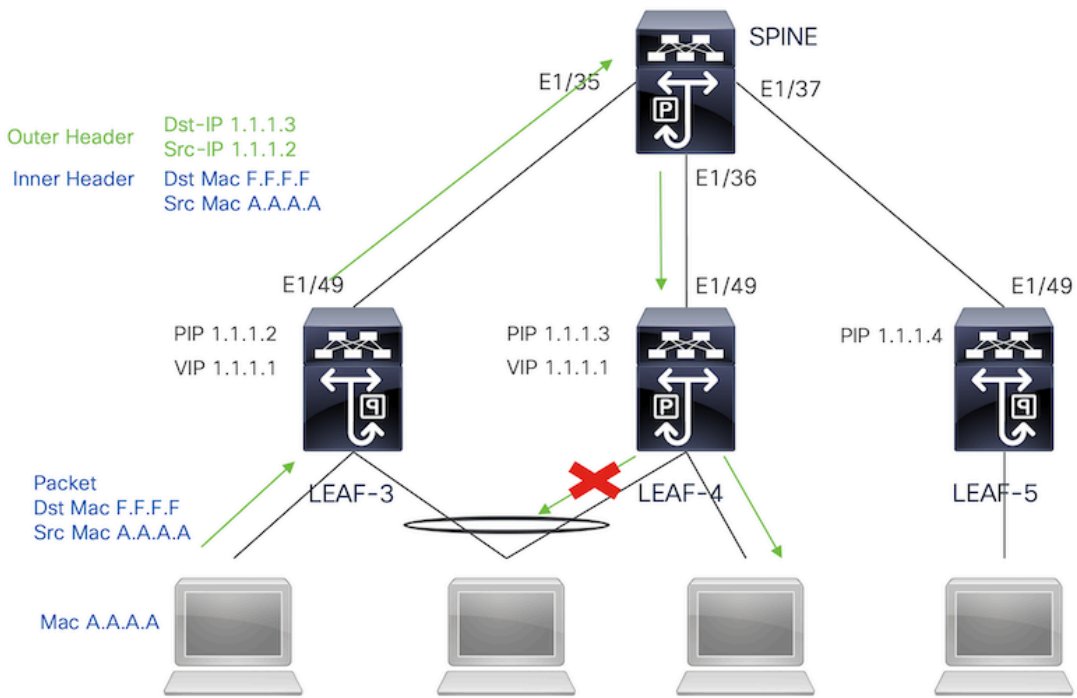 SPINE
E1/35
E1/37
Outer Header
Dst-IP 1.1.1.3
Src-IP 1.1.1.2
Inner Header
Dst Mac F.F.F.F
Src Mac A.A.A.A
E1/36
E1/49
E1/49
E1/49
PIP 1.1.1.2
VIP 1.1.1.1
PIP 1.1.1.3
VIP 1.1.1.1
PIP 1.1.1.4
P
P
P
P
LEAF-3
LEAF-4
LEAF-5
Packet
Dst Mac F.F.F.F
Src Mac A.A.A.A
Mac A.A.A.A